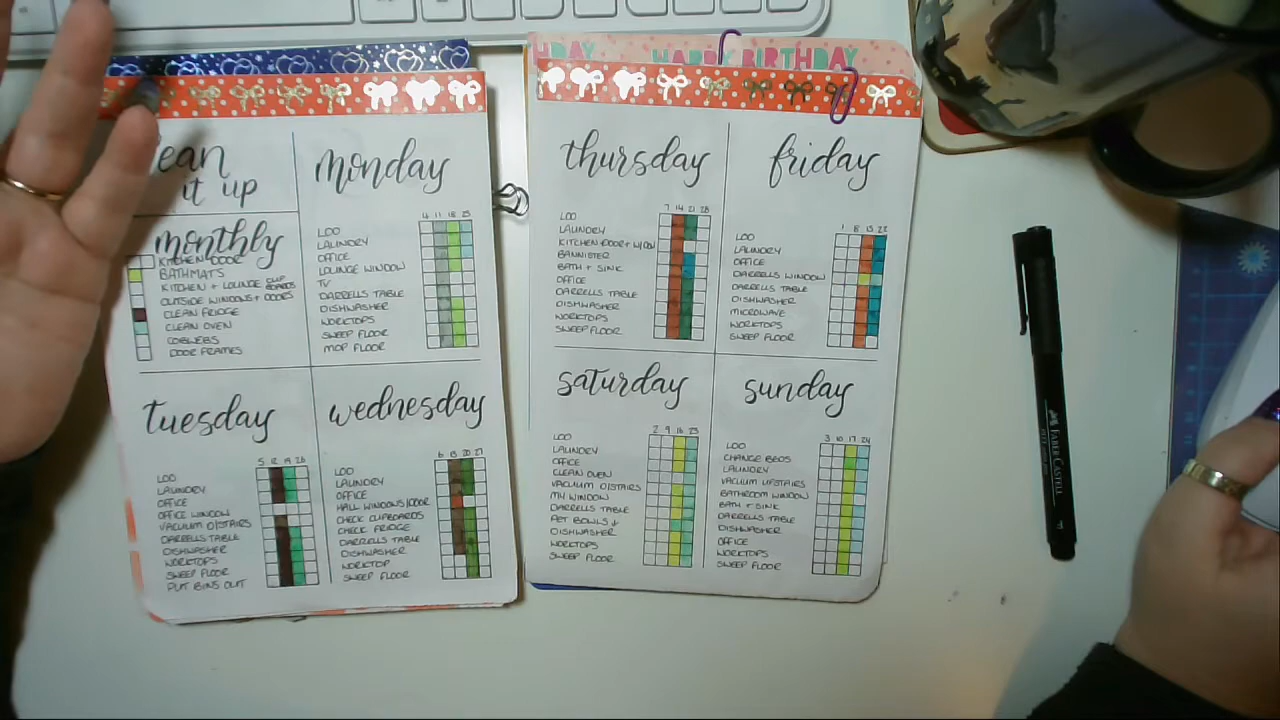 HDAY
HAPPY BIRTHDAY
ean
it up
monthly
KITCHEN DOOR
BATHMATS
KITCHEN + LOUNGE CUP
BOARDS
OUTSIDE WINDOWS + DOORS
CLEAN FRIDGE
CLEAN OVEN
COBWEBS
DOOR FRAMES
monday
4 11 18 25
LOO
LAUNDRY
OFFICE
LOUNGE WINDOW
TV
DARRELLS TABLE
DISHWASHER
WORKTOPS
SWEEP FLOOR
MOP FLOOR
tuesday
5 12 19 26
LOO
LAUNDRY
OFFICE
OFFICE WINDOW
VACUUM D/STAIRS
DARRELLS TABLE
DISHWASHER
WORKTOPS
SWEEP FLOOR
PUT BINS OUT
wednesday
6 13 20 27
LOO
LAUNDRY
OFFICE
HALL WINDOWS/DOOR
CHECK CUPBOARDS
CHECK FRIDGE
DARRELLS TABLE
DISHWASHER
WORKTOP
SWEEP FLOOR
thursday
7 14 21 28
LOO
LAUNDRY
KITCHEN DOOR + WINDOW
BANNISTER
BATH + SINK
OFFICE
DARRELLS TABLE
DISHWASHER
WORKTOPS
SWEEP FLOOR
friday
1 8 15 22
LOO
LAUNDRY
OFFICE
DARRELLS WINDOW
DARRELLS TABLE
DISHWASHER
MICROWAVE
WORKTOPS
SWEEP FLOOR
saturday
2 9 16 23
LOO
LAUNDRY
OFFICE
CLEAN OVEN
VACUUM D/STAIRS
MY WINDOW
DARRELLS TABLE
PET BOWLS
DISHWASHER
WORKTOPS
SWEEP FLOOR
sunday
3 10 17 24
LOO
CHANGE BEDS
LAUNDRY
VACUUM UPSTAIRS
BATHROOM WINDOW
BATH + SINK
DARRELLS TABLE
DISHWASHER
OFFICE
WORKTOPS
SWEEP FLOOR
FABER CASTELL